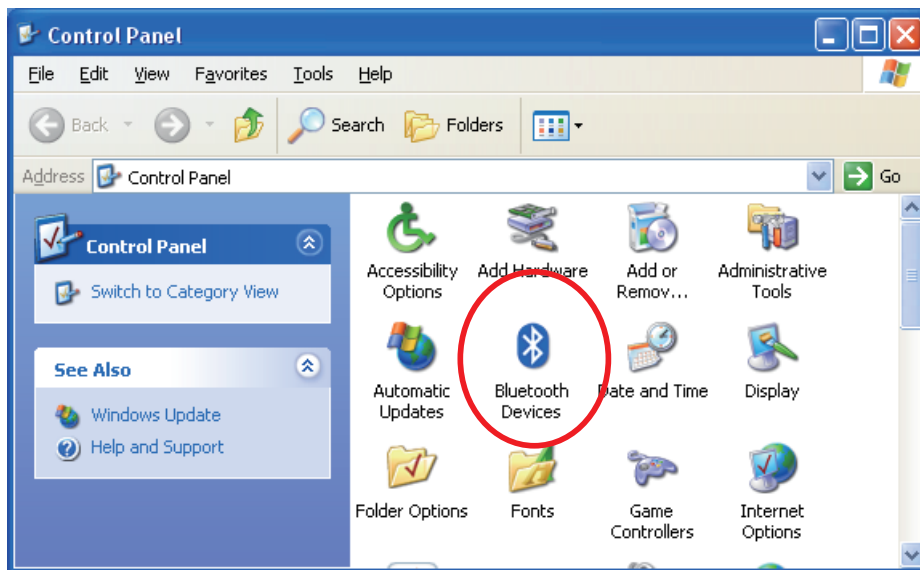 Control Panel
File Edit View Favorites Tools Help
Back Search Folders
Address Control Panel Go
Control Panel
Switch to Category View
See Also
Windows Update
Help and Support
Accessibility Options
Add Hardware
Add or Remov...
Administrative Tools
Automatic Updates
Bluetooth Devices
Date and Time
Display
Folder Options
Fonts
Game Controllers
Internet Options